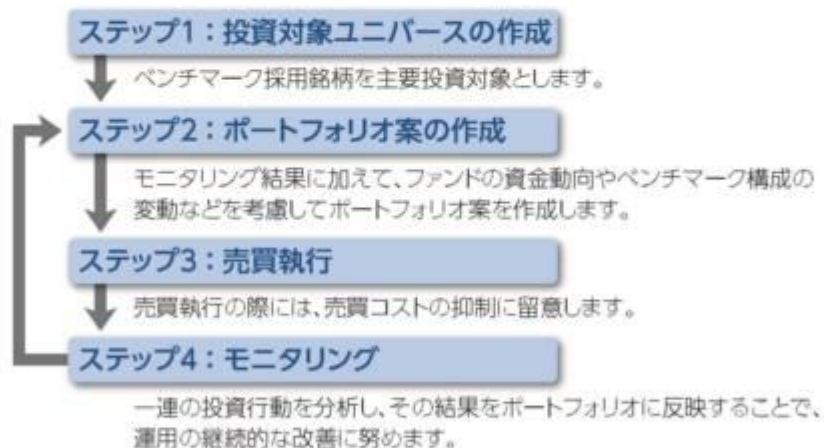 ステップ1：投資対象ユニバースの作成
ベンチマーク採用銘柄を主要投資対象とします。
ステップ2：ポートフォリオ案の作成
モニタリング結果に加えて、ファンドの資金動向やベンチマーク構成の
変動などを考慮してポートフォリオ案を作成します。
ステップ3：売買執行
売買執行の際には、売買コストの抑制に留意します。
ステップ4：モニタリング
一連の投資行動を分析し、その結果をポートフォリオに反映することで、
運用の継続的な改善に努めます。